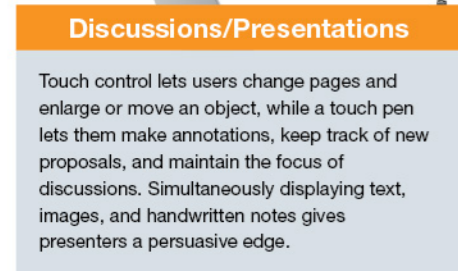 Discussions/Presentations
Touch control lets users change pages and
enlarge or move an object, while a touch pen
lets them make annotations, keep track of new
proposals, and maintain the focus of
discussions. Simultaneously displaying text,
images, and handwritten notes gives
presenters a persuasive edge.